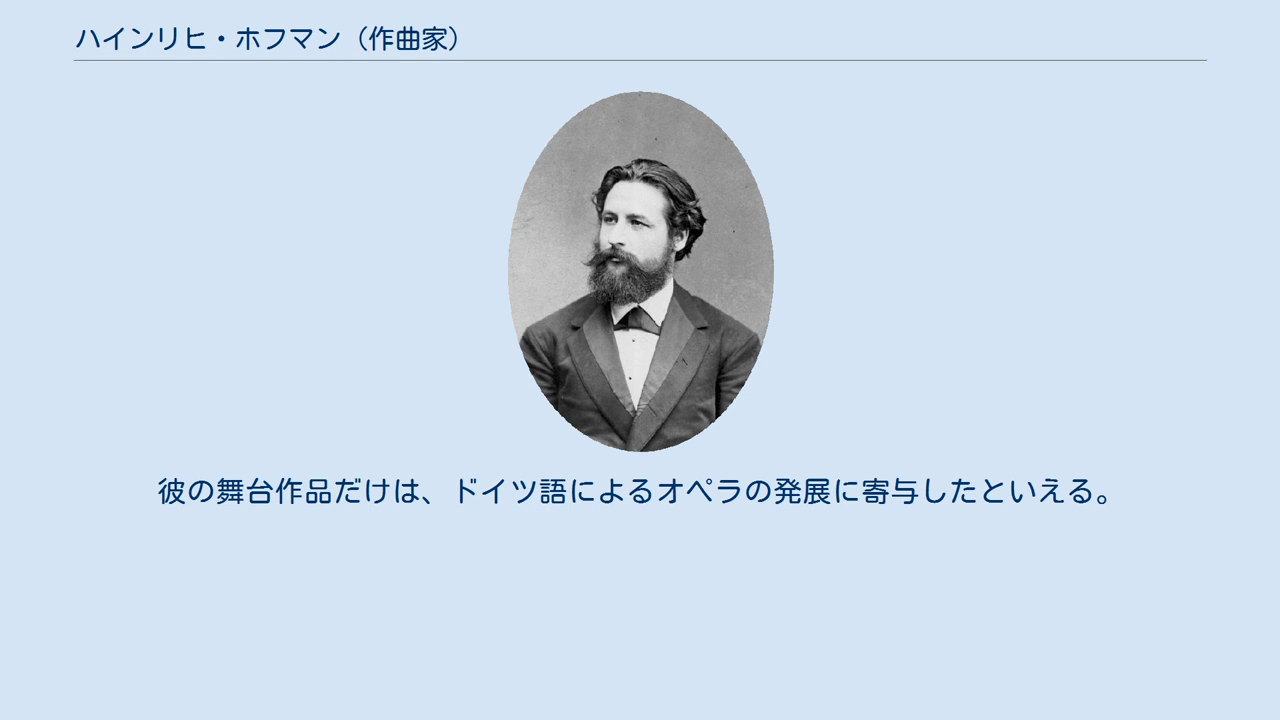 ハインリヒ・ホフマン（作曲家）
彼の舞台作品だけは、ドイツ語によるオペラの発展に寄与したといえる。